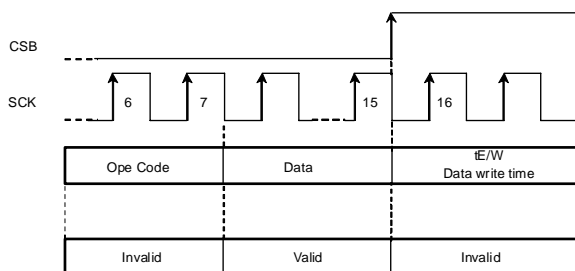 CSB
SCK
6 7 15 16
Ope Code Data tE/W
Data write time
Invalid Valid Invalid